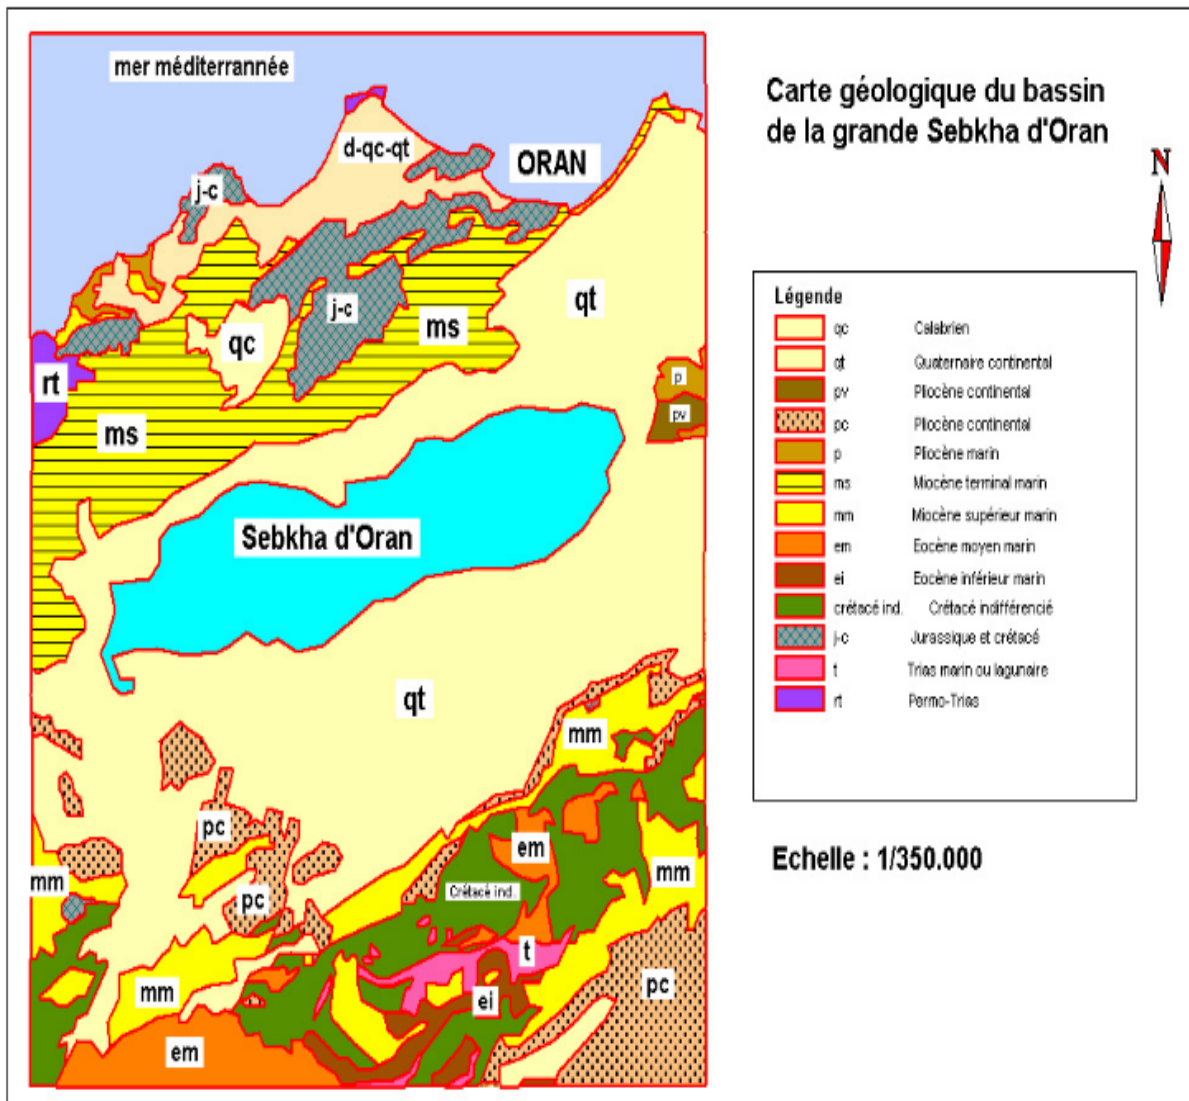 mer méditerrannée
Carte géologique du bassin
de la grande Sebkha d'Oran
N
d-qc-qt
ORAN
j-c
qt
j-c
ms
qc
rt
p
pv
ms
Sebkha d'Oran
qt
mm
pc
em
mm
mm
pc
Crétacé ind.
t
pc
mm
ei
em
Légende
qc Calabrien
qt Quaternaire continental
pv Pliocène continental
pc Pliocène continental
p Pliocène marin
ms Miocène terminal marin
mm Miocène supérieur marin
em Eocène moyen marin
ei Eocène inférieur marin
crétacé ind. Crétacé indifférencié
j-c Jurassique et crétacé
t Trias marin ou lagunaire
rt Permo-Trias
Echelle : 1/350.000